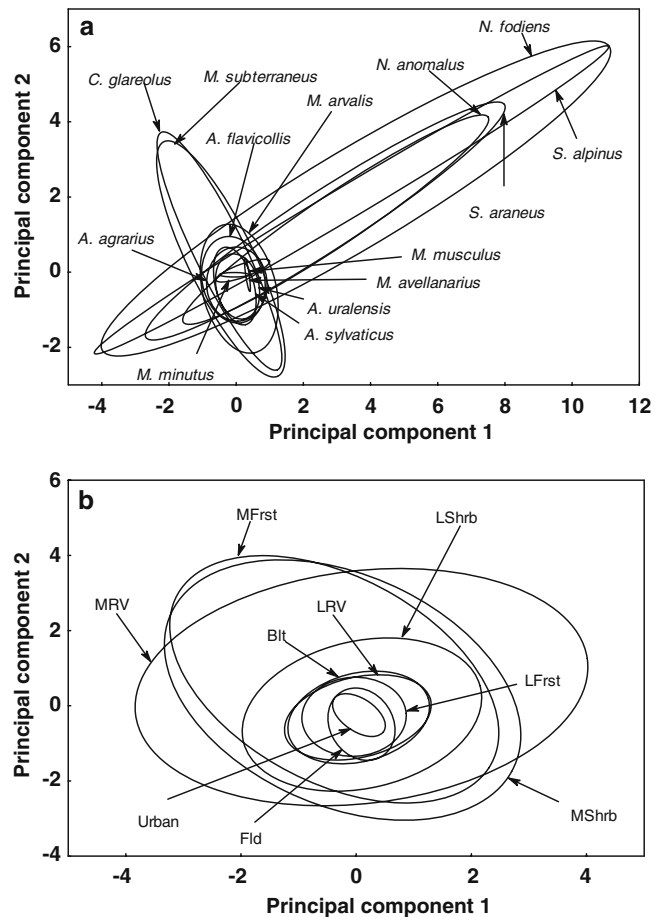 a
N. fodiens
C. glareolus
M. subterraneus
N. anomalus
M. arvalis
A. flavicollis
S. alpinus
S. araneus
A. agrarius
M. musculus
M. avellanarius
A. uralensis
A. sylvaticus
M. minutus
Principal component 2
6
4
2
0
-2
-4 -2 0 2 4 6 8 10 12
Principal component 1
b
MFrst
LShrb
MRV
LRV
Blt
LFrst
Urban
Fld
MShrb
Principal component 2
6
4
2
0
-2
-4
-4 -2 0 2 4
Principal component 1